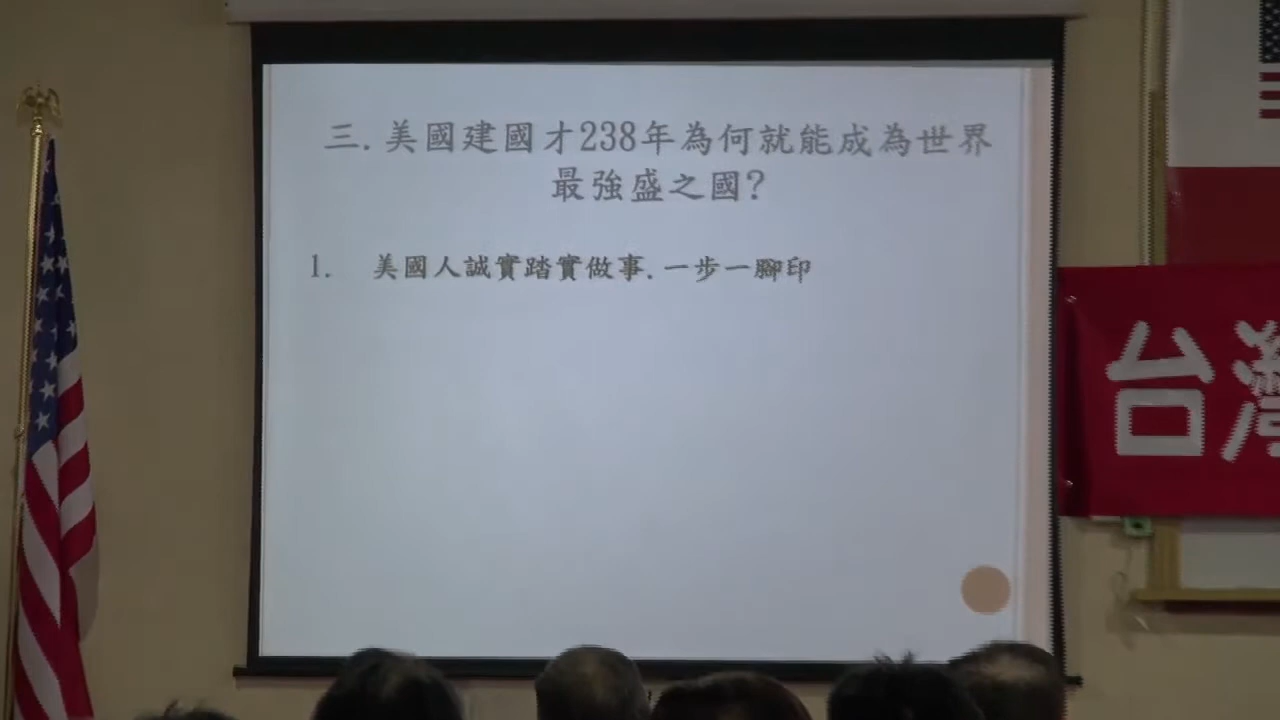 三.美國建國才238年為何就能成為世界
最強盛之國?
1. 美國人誠實踏實做事.一步一腳印
台灣